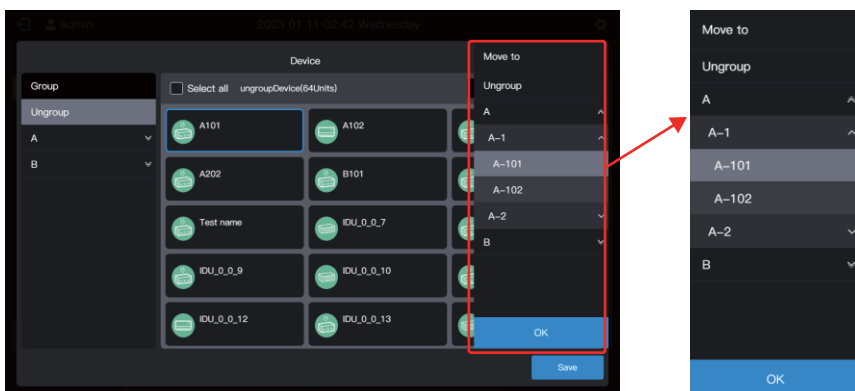 admin 2023 01 11 02:42 Wednesday
Device
Group
Ungroup
A
B
Select all ungroupDevice(64Units)
A101 A102
A202 B101
Test name IDU_0_0_7
IDU_0_0_9 IDU_0_0_10
IDU_0_0_12 IDU_0_0_13
Move to
Ungroup
A
A-1
A-101
A-102
A-2
B
OK
Save
Move to
Ungroup
A
A-1
A-101
A-102
A-2
B
OK